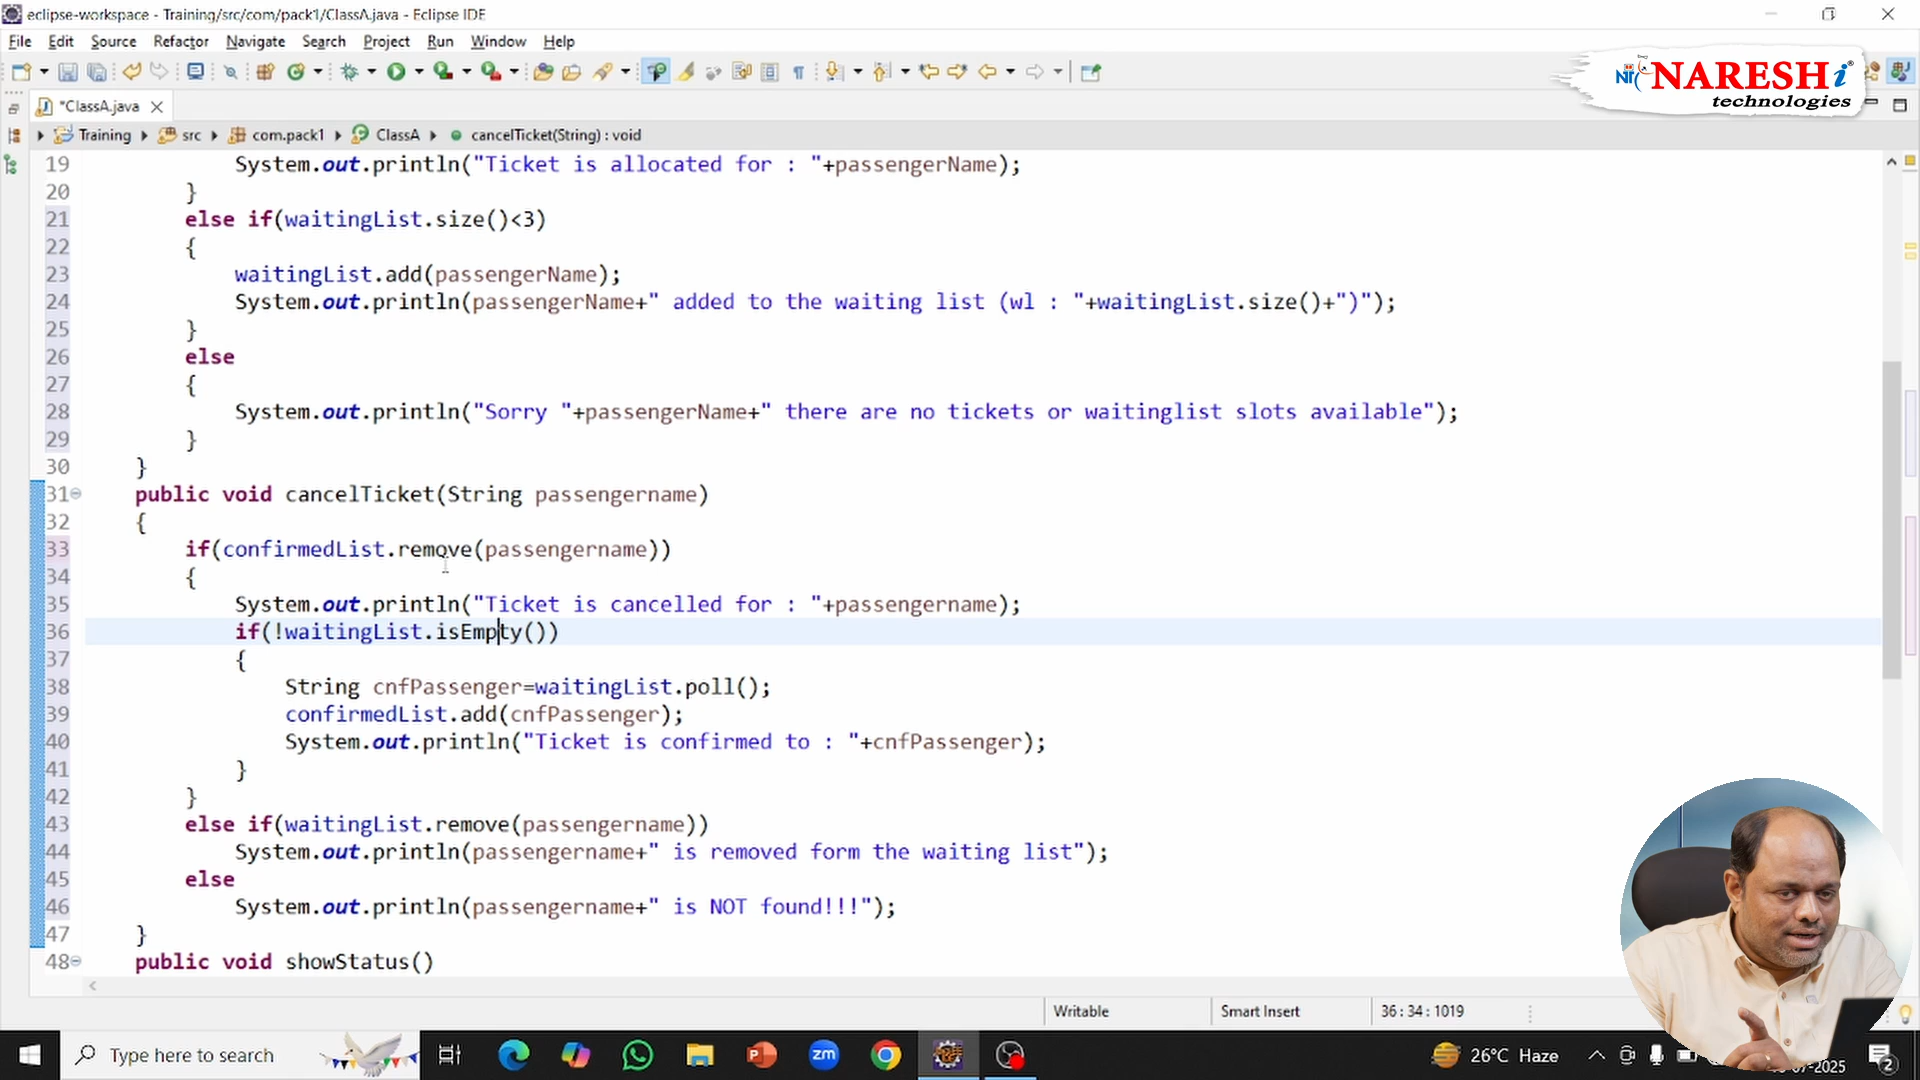 eclipse-workspace - Training/src/com/pack1/ClassA.java - Eclipse IDE
File Edit Source Refactor Navigate Search Project Run Window Help
NARESHi
technologies
*ClassA.java
Training src com.pack1 ClassA cancelTicket(String) : void
19 System.out.println("Ticket is allocated for : "+passengerName);
20 }
21 else if(waitingList.size()<3)
22 {
23 waitingList.add(passengerName);
24 System.out.println(passengerName+" added to the waiting list (wl : "+waitingList.size()+")");
25 }
26 else
27 {
28 System.out.println("Sorry "+passengerName+" there are no tickets or waitinglist slots available");
29 }
30 }
31 public void cancelTicket(String passengername)
32 {
33 if(confirmedList.remove(passengername))
34 {
35 System.out.println("Ticket is cancelled for : "+passengername);
36 if(!waitingList.isEmpty())
37 {
38 String cnfPassenger=waitingList.poll();
39 confirmedList.add(cnfPassenger);
40 System.out.println("Ticket is confirmed to : "+cnfPassenger);
41 }
42 }
43 else if(waitingList.remove(passengername))
44 System.out.println(passengername+" is removed form the waiting list");
45 else
46 System.out.println(passengername+" is NOT found!!!");
47 }
48 public void showStatus()
Writable Smart Insert 36 : 34 : 1019
Type here to search zm 26°C Haze 2